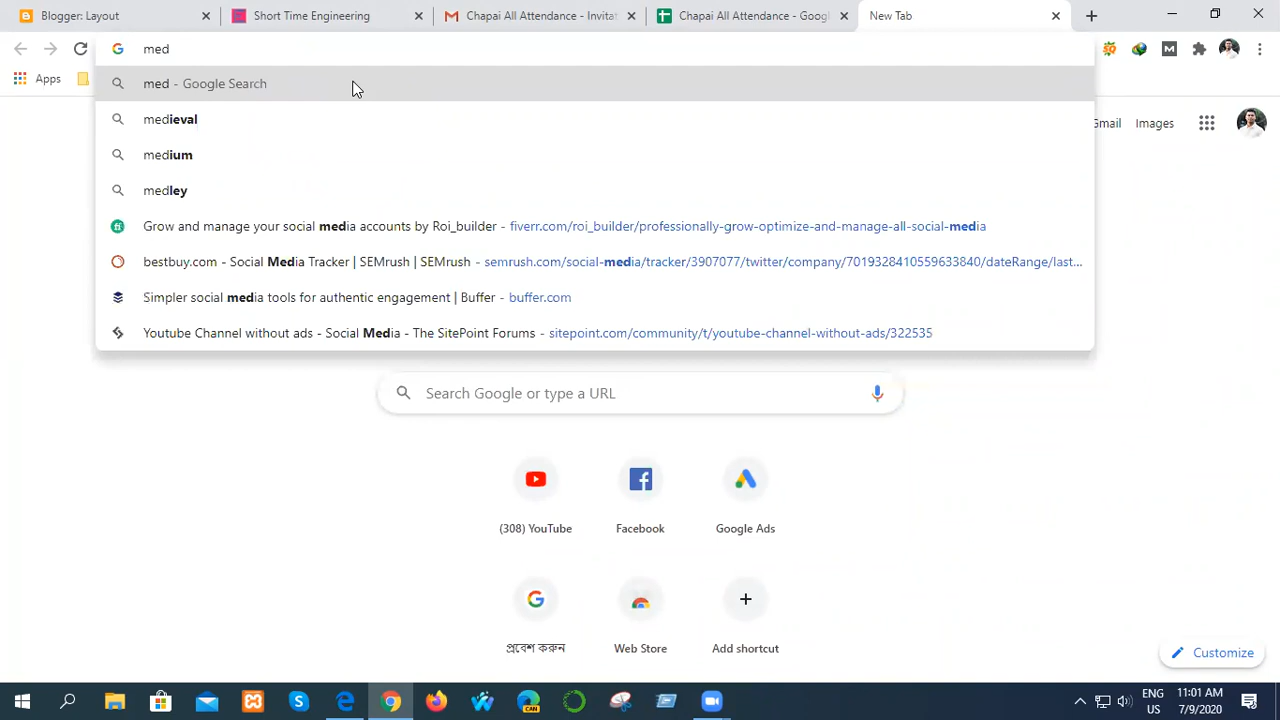 Blogger: Layout
Short Time Engineering
Chapai All Attendance - Invitat
Chapai All Attendance - Googl
New Tab
med
Apps
med - Google Search
medieval
medium
medley
Grow and manage your social media accounts by Roi_builder - fiverr.com/roi_builder/professionally-grow-optimize-and-manage-all-social-media
bestbuy.com - Social Media Tracker | SEMrush | SEMrush - semrush.com/social-media/tracker/3907077/twitter/company/7019328410559633840/dateRange/last...
Simpler social media tools for authentic engagement | Buffer - buffer.com
Youtube Channel without ads - Social Media - The SitePoint Forums - sitepoint.com/community/t/youtube-channel-without-ads/322535
Gmail
Images
Search Google or type a URL
(308) YouTube
Facebook
Google Ads
প্রবেশ করুন
Web Store
Add shortcut
Customize
ENG
US
11:01 AM
7/9/2020